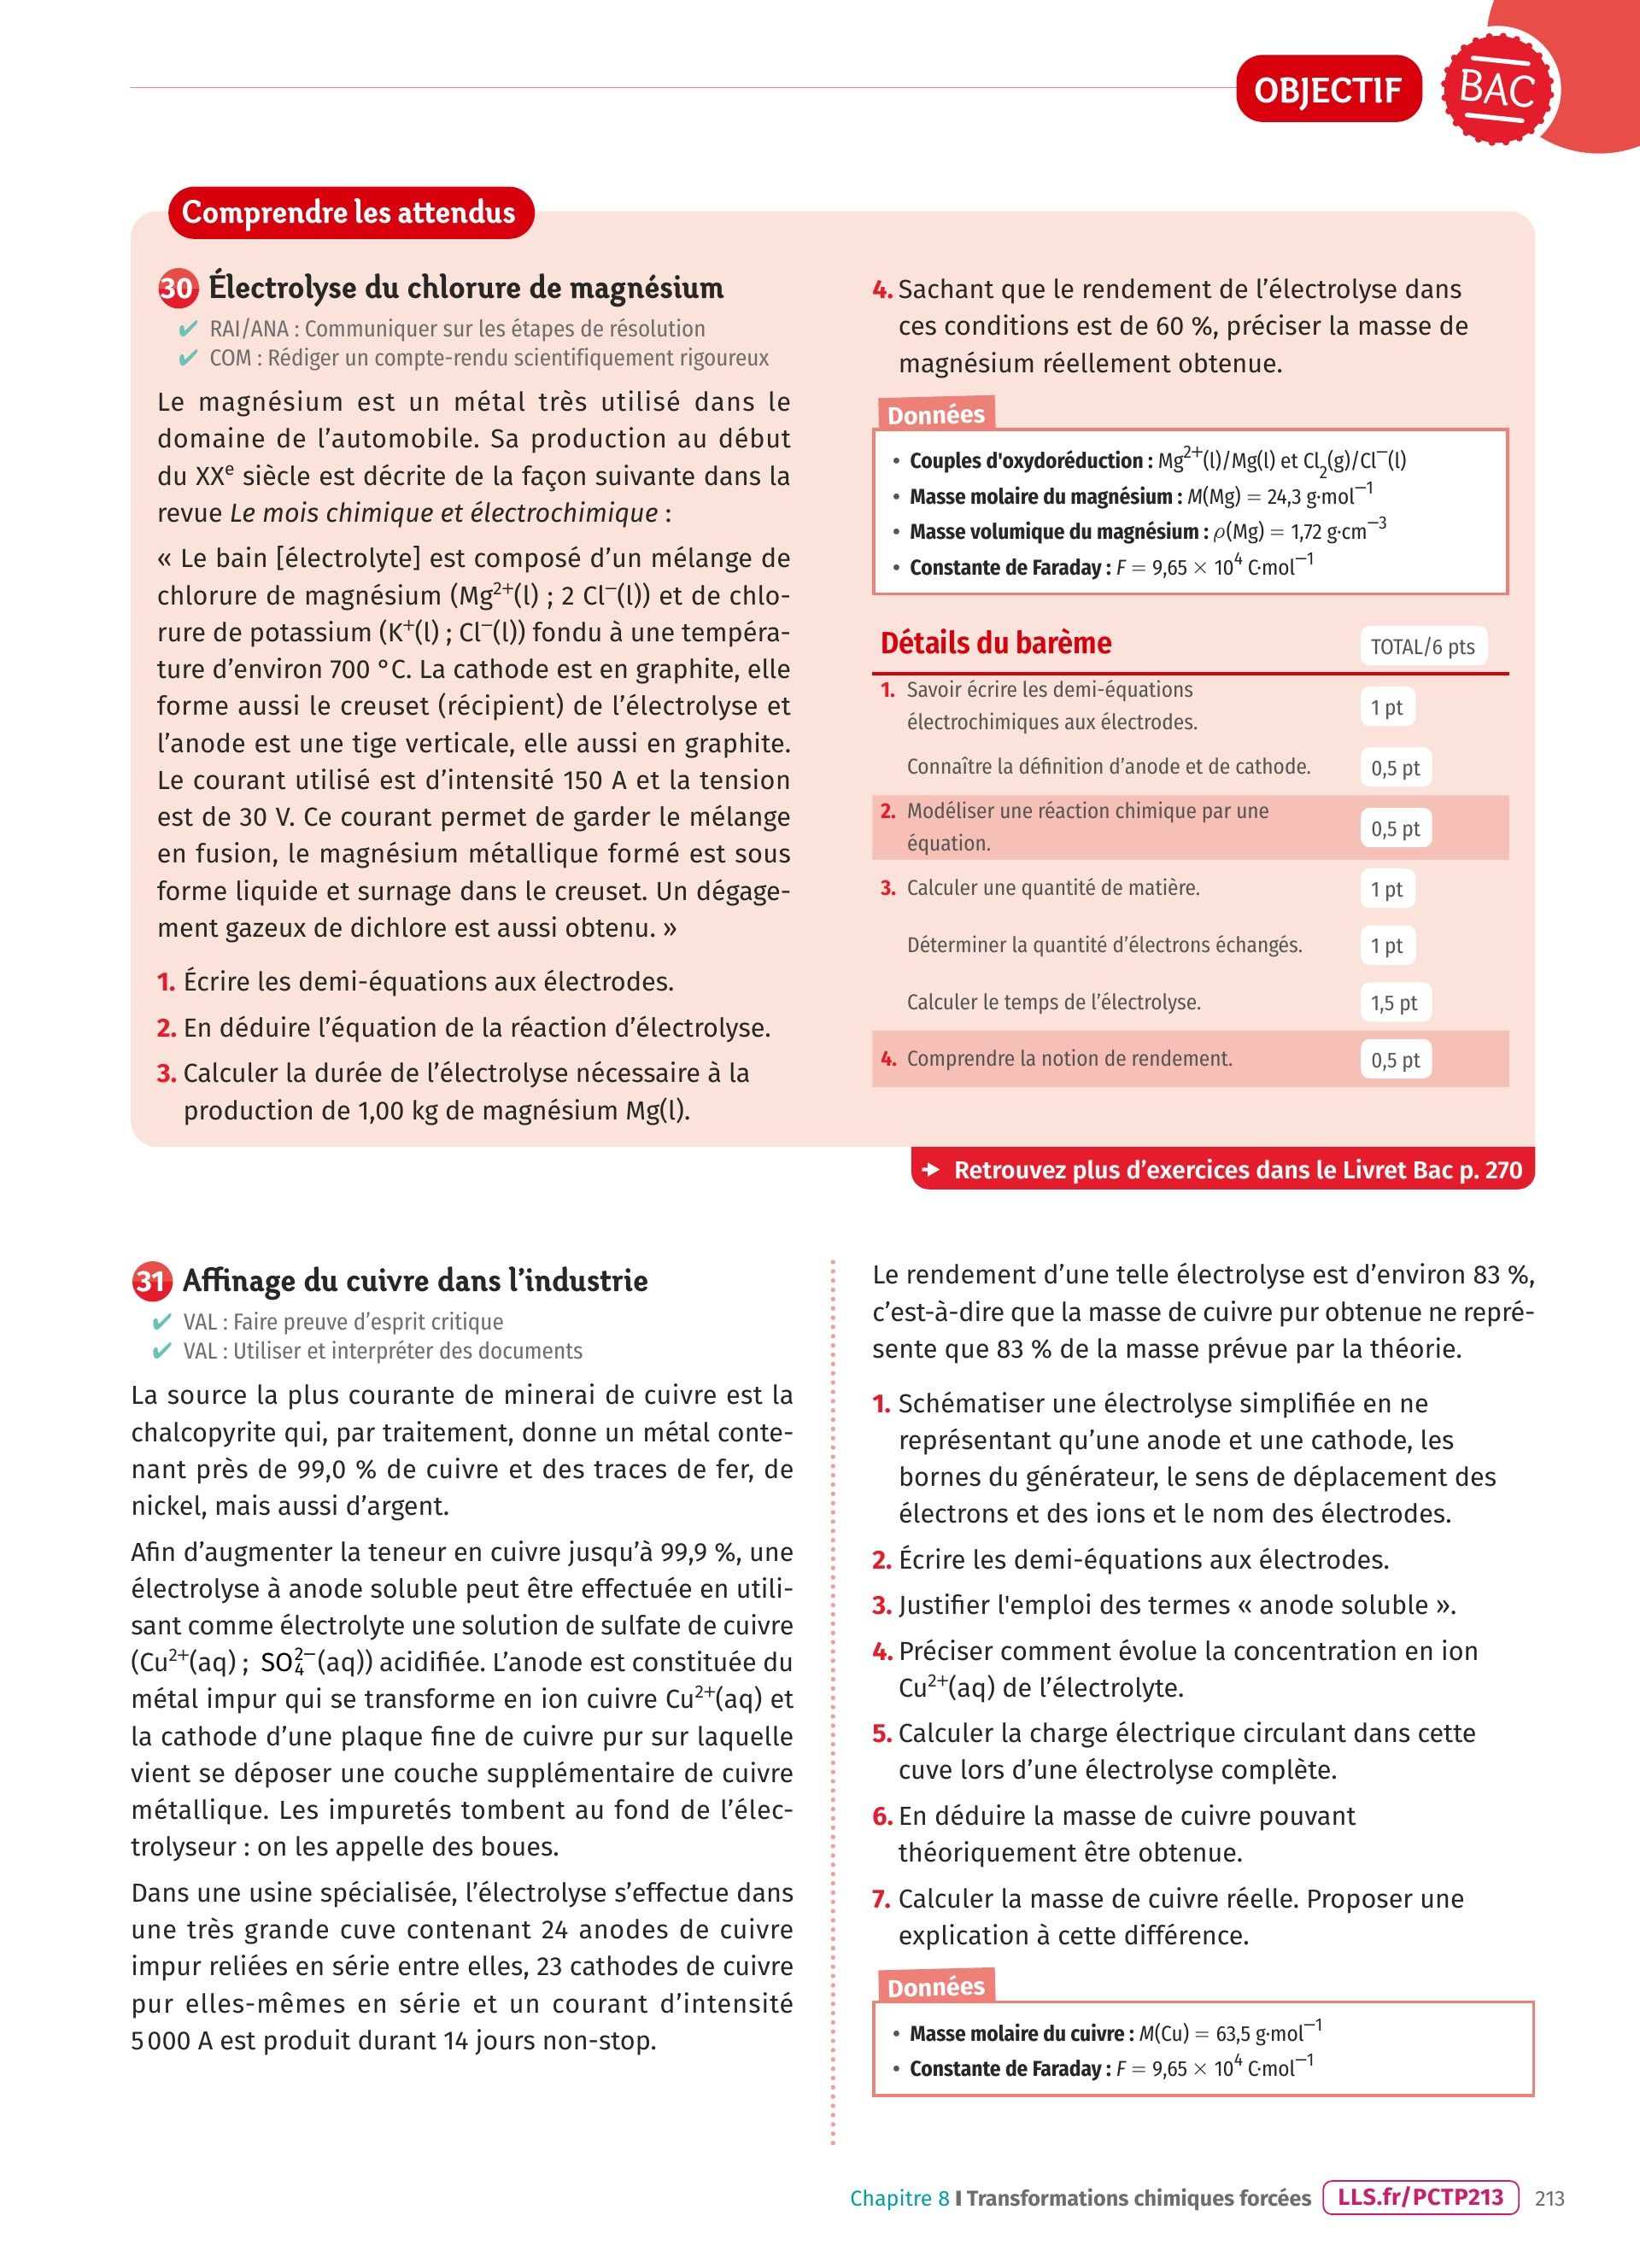 OBJECTIF
BAC
Comprendre les attendus
30 Électrolyse du chlorure de magnésium
✔ RAI/ANA : Communiquer sur les étapes de résolution
✔ COM : Rédiger un compte-rendu scientifiquement rigoureux
Le magnésium est un métal très utilisé dans le
domaine de l’automobile. Sa production au début
du XXᵉ siècle est décrite de la façon suivante dans la
revue Le mois chimique et électrochimique :
« Le bain [électrolyte] est composé d’un mélange de
chlorure de magnésium (Mg²⁺(l) ; 2 Cl⁻(l)) et de chlo-
rure de potassium (K⁺(l) ; Cl⁻(l)) fondu à une tempéra-
ture d’environ 700 °C. La cathode est en graphite, elle
forme aussi le creuset (récipient) de l’électrolyse et
l’anode est une tige verticale, elle aussi en graphite.
Le courant utilisé est d’intensité 150 A et la tension
est de 30 V. Ce courant permet de garder le mélange
en fusion, le magnésium métallique formé est sous
forme liquide et surnage dans le creuset. Un dégage-
ment gazeux de dichlore est aussi obtenu. »
1. Écrire les demi-équations aux électrodes.
2. En déduire l’équation de la réaction d’électrolyse.
3. Calculer la durée de l’électrolyse nécessaire à la
production de 1,00 kg de magnésium Mg(l).
4. Sachant que le rendement de l’électrolyse dans
ces conditions est de 60 %, préciser la masse de
magnésium réellement obtenue.
Données
• Couples d'oxydoréduction : Mg²⁺(l)/Mg(l) et Cl₂(g)/Cl⁻(l)
• Masse molaire du magnésium : M(Mg) = 24,3 g·mol⁻¹
• Masse volumique du magnésium : ρ(Mg) = 1,72 g·cm⁻³
• Constante de Faraday : F = 9,65 × 10⁴ C·mol⁻¹
Détails du barème TOTAL/6 pts
1. Savoir écrire les demi-équations
électrochimiques aux électrodes. 1 pt
Connaître la définition d’anode et de cathode. 0,5 pt
2. Modéliser une réaction chimique par une
équation. 0,5 pt
3. Calculer une quantité de matière. 1 pt
Déterminer la quantité d’électrons échangés. 1 pt
Calculer le temps de l’électrolyse. 1,5 pt
4. Comprendre la notion de rendement. 0,5 pt
➔ Retrouvez plus d’exercices dans le Livret Bac p. 270
31 Affinage du cuivre dans l’industrie
✔ VAL : Faire preuve d’esprit critique
✔ VAL : Utiliser et interpréter des documents
La source la plus courante de minerai de cuivre est la
chalcopyrite qui, par traitement, donne un métal conte-
nant près de 99,0 % de cuivre et des traces de fer, de
nickel, mais aussi d’argent.
Afin d’augmenter la teneur en cuivre jusqu’à 99,9 %, une
électrolyse à anode soluble peut être effectuée en utili-
sant comme électrolyte une solution de sulfate de cuivre
(Cu²⁺(aq) ; SO₄²⁻(aq)) acidifiée. L’anode est constituée du
métal impur qui se transforme en ion cuivre Cu²⁺(aq) et
la cathode d’une plaque fine de cuivre pur sur laquelle
vient se déposer une couche supplémentaire de cuivre
métallique. Les impuretés tombent au fond de l’élec-
trolyseur : on les appelle des boues.
Dans une usine spécialisée, l’électrolyse s’effectue dans
une très grande cuve contenant 24 anodes de cuivre
impur reliées en série entre elles, 23 cathodes de cuivre
pur elles-mêmes en série et un courant d’intensité
5 000 A est produit durant 14 jours non-stop.
Le rendement d’une telle électrolyse est d’environ 83 %,
c’est-à-dire que la masse de cuivre pur obtenue ne repré-
sente que 83 % de la masse prévue par la théorie.
1. Schématiser une électrolyse simplifiée en ne
représentant qu’une anode et une cathode, les
bornes du générateur, le sens de déplacement des
électrons et des ions et le nom des électrodes.
2. Écrire les demi-équations aux électrodes.
3. Justifier l'emploi des termes « anode soluble ».
4. Préciser comment évolue la concentration en ion
Cu²⁺(aq) de l’électrolyte.
5. Calculer la charge électrique circulant dans cette
cuve lors d’une électrolyse complète.
6. En déduire la masse de cuivre pouvant
théoriquement être obtenue.
7. Calculer la masse de cuivre réelle. Proposer une
explication à cette différence.
Données
• Masse molaire du cuivre : M(Cu) = 63,5 g·mol⁻¹
• Constante de Faraday : F = 9,65 × 10⁴ C·mol⁻¹
Chapitre 8 I Transformations chimiques forcées LLS.fr/PCTP213 213